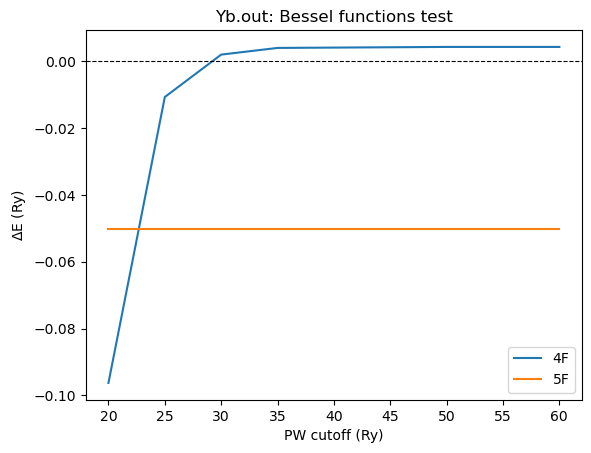 Yb.out: Bessel functions test
ΔE (Ry)
0.00
−0.02
−0.04
−0.06
−0.08
−0.10
4F
5F
20 25 30 35 40 45 50 55 60
PW cutoff (Ry)